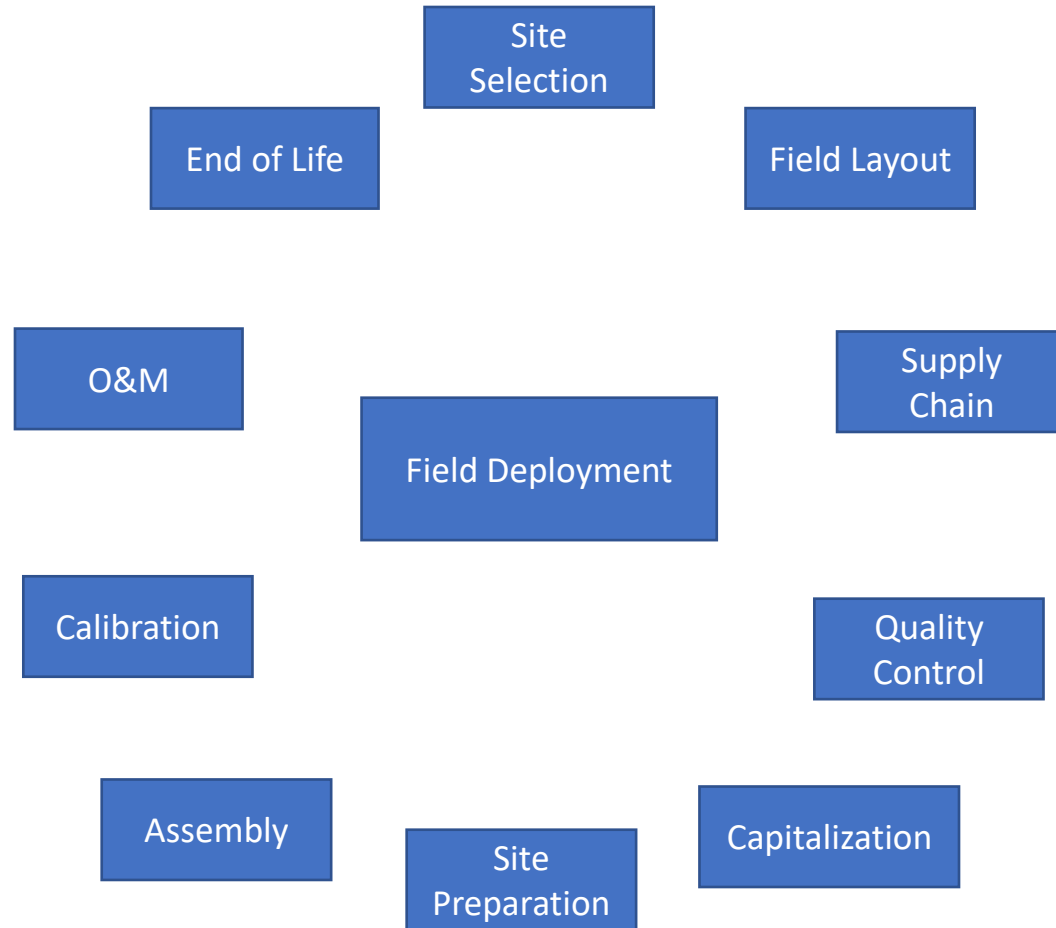 Site
Selection
End of Life
Field Layout
O&M
Supply
Chain
Field Deployment
Calibration
Quality
Control
Assembly
Capitalization
Site
Preparation